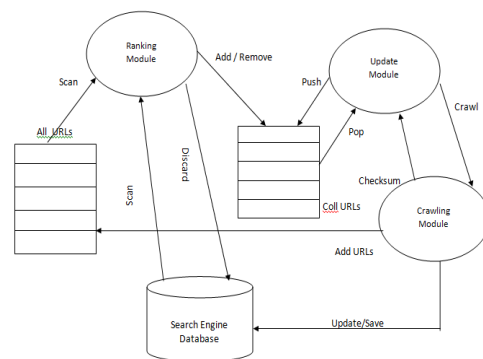 Ranking
Module
Add / Remove
Update
Module
Scan
Push
Crawl
All URLs
Pop
Scan
Discard
Checksum
Coll URLs
Crawling
Module
Add URLs
Search Engine
Database
Update/Save